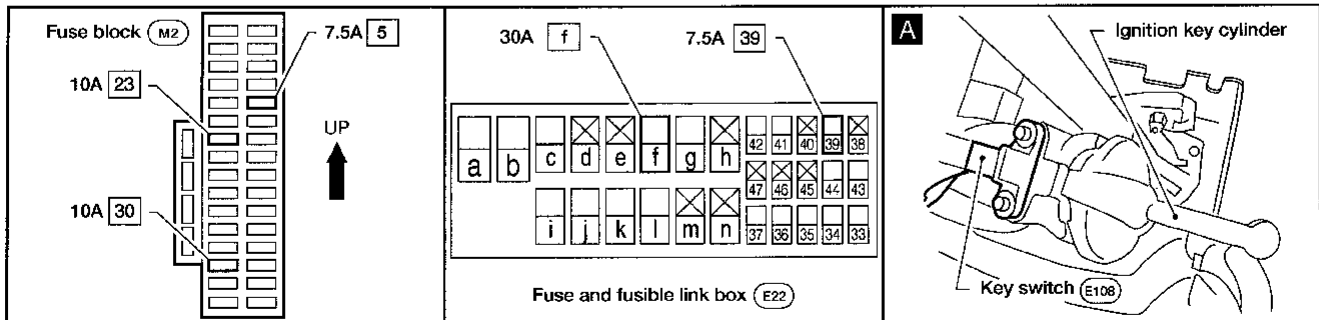 Fuse block M2
7.5A 5
10A 23
UP
10A 30
30A f
7.5A 39
a b c d e f g h 42 41 40 39 38
47 46 45 44 43
i j k l m n 37 36 35 34 33
Fuse and fusible link box E22
A
Ignition key cylinder
Key switch E108